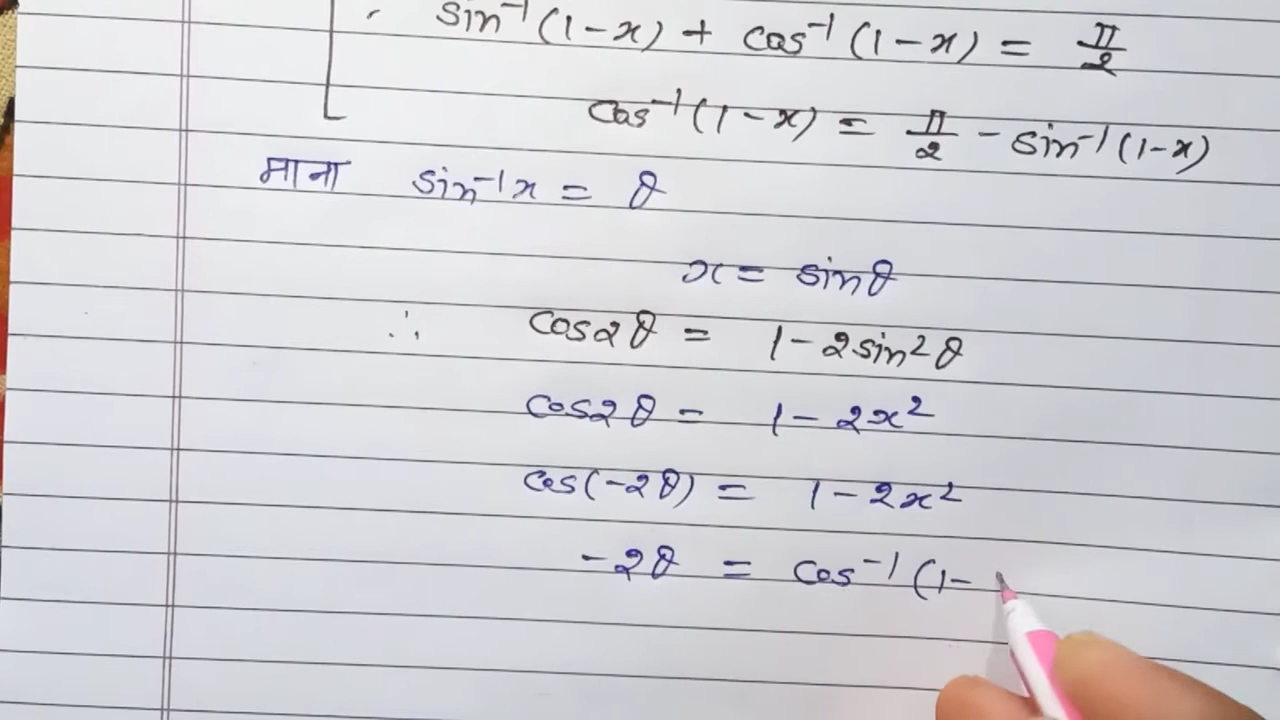 ∵ sin⁻¹(1-x) + cos⁻¹(1-x) = π/2
cos⁻¹(1-x) = π/2 - sin⁻¹(1-x)
माना sin⁻¹x = θ
x = sinθ
∴ cos2θ = 1-2sin²θ
cos2θ = 1-2x²
cos(-2θ) = 1-2x²
-2θ = cos⁻¹(1-